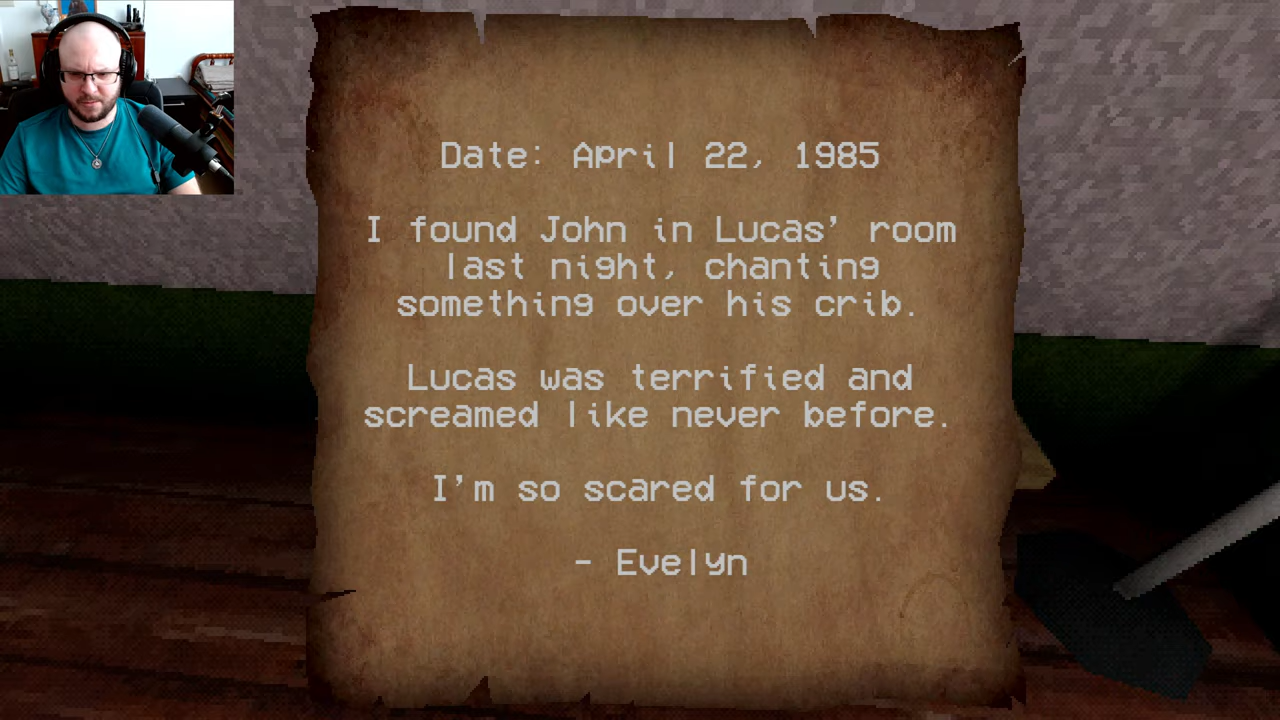 Date: April 22, 1985
I found John in Lucas' room
last night, chanting
something over his crib.
Lucas was terrified and
screamed like never before.
I'm so scared for us.
- Evelyn